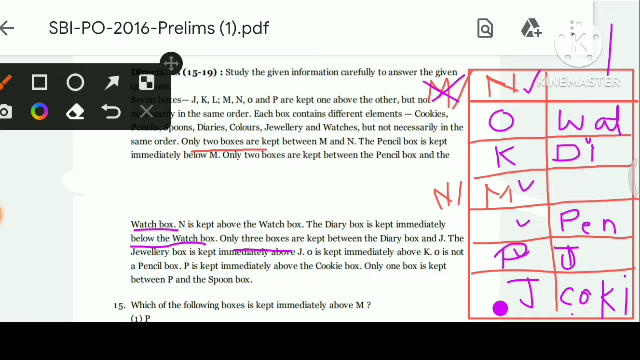 SBI-PO-2016-Prelims (1).pdf
KINEMASTER
Directions (15-19) : Study the given information carefully to answer the given
Seven boxes— J, K, L; M, N, o and P are kept one above the other, but not
necessarily in the same order. Each box contains different elements — Cookies,
Pencils, Spoons, Diaries, Colours, Jewellery and Watches, but not necessarily in the
same order. Only two boxes are kept between M and N. The Pencil box is kept
immediately below M. Only two boxes are kept between the Pencil box and the
Watch box. N is kept above the Watch box. The Diary box is kept immediately
below the Watch box. Only three boxes are kept between the Diary box and J. The
Jewellery box is kept immediately above J. o is kept immediately above K. o is not
a Pencil box. P is kept immediately above the Cookie box. Only one box is kept
between P and the Spoon box.
15. Which of the following boxes is kept immediately above M ?
(1) P
N
O Wat
K Di
N/ M
Pen
P J
J Coki